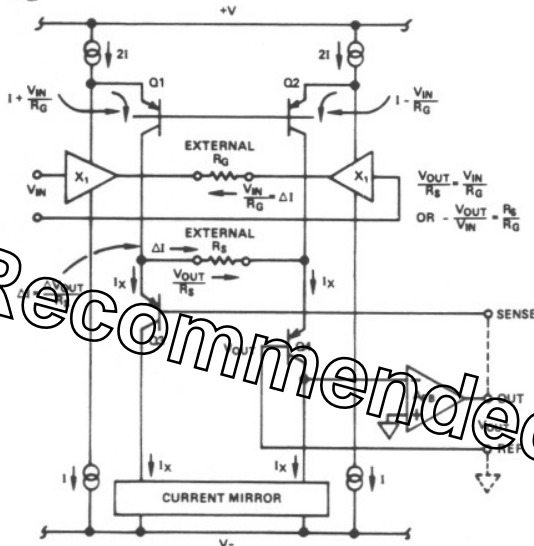 +V
2I
2I
Q1
Q2
I + VIN/RG
I - VIN/RG
EXTERNAL
RG
X1
X1
VIN
VIN/RG = ΔI
VOUT/RS = VIN/RG
OR - VOUT/VIN = RS/RG
EXTERNAL
ΔI
RS
VOUT/RS
IX
IX
SENSE
VOUT
OUT
VOUT
REF
IX
IX
I
I
CURRENT MIRROR
V-
Recommended